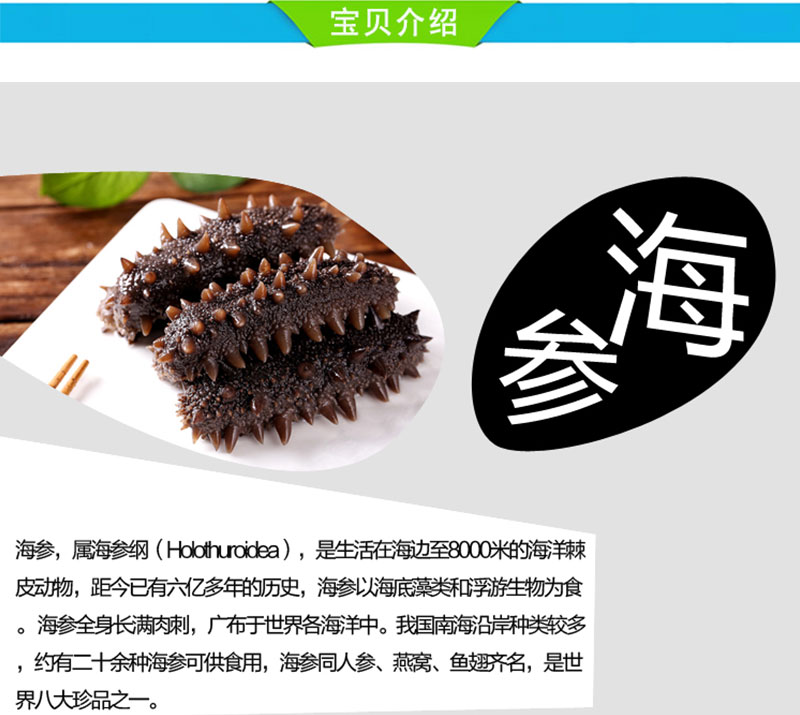 宝贝介绍
海参
海参，属海参纲（Holothuroidea），是生活在海边至8000米的海洋棘
皮动物，距今已有六亿多年的历史，海参以海底藻类和浮游生物为食
。海参全身长满肉刺，广布于世界各海洋中。我国南海沿岸种类较多
，约有二十余种海参可供食用，海参同人参、燕窝、鱼翅齐名，是世
界八大珍品之一。